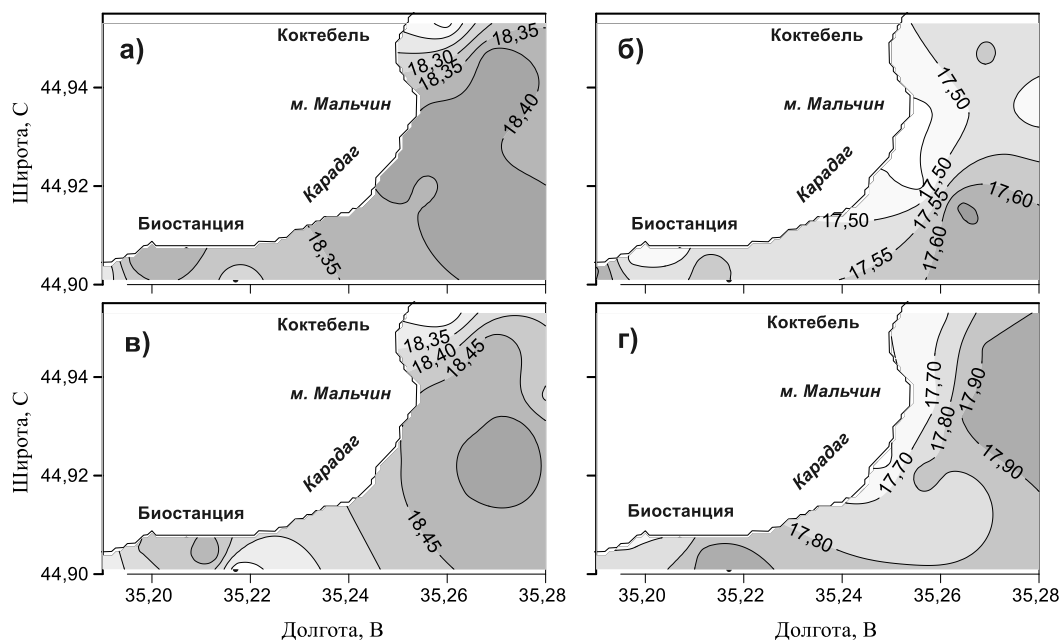 а)
Коктебель
18,35
18,30
18,35
м. Мальчин
18,40
Карадаг
Биостанция
18,35
44,94
44,92
44,90
Широта, С
б)
Коктебель
17,50
м. Мальчин
Карадаг
17,50
17,55
17,60
17,60
17,50
17,55
Биостанция
в)
Коктебель
18,35
18,40
18,45
м. Мальчин
Карадаг
Биостанция
18,45
44,94
44,92
44,90
Широта, С
35,20
35,22
35,24
35,26
35,28
Долгота, В
г)
Коктебель
17,70
17,90
м. Мальчин
17,80
Карадаг
17,70
17,90
Биостанция
17,80
35,20
35,22
35,24
35,26
35,28
Долгота, В